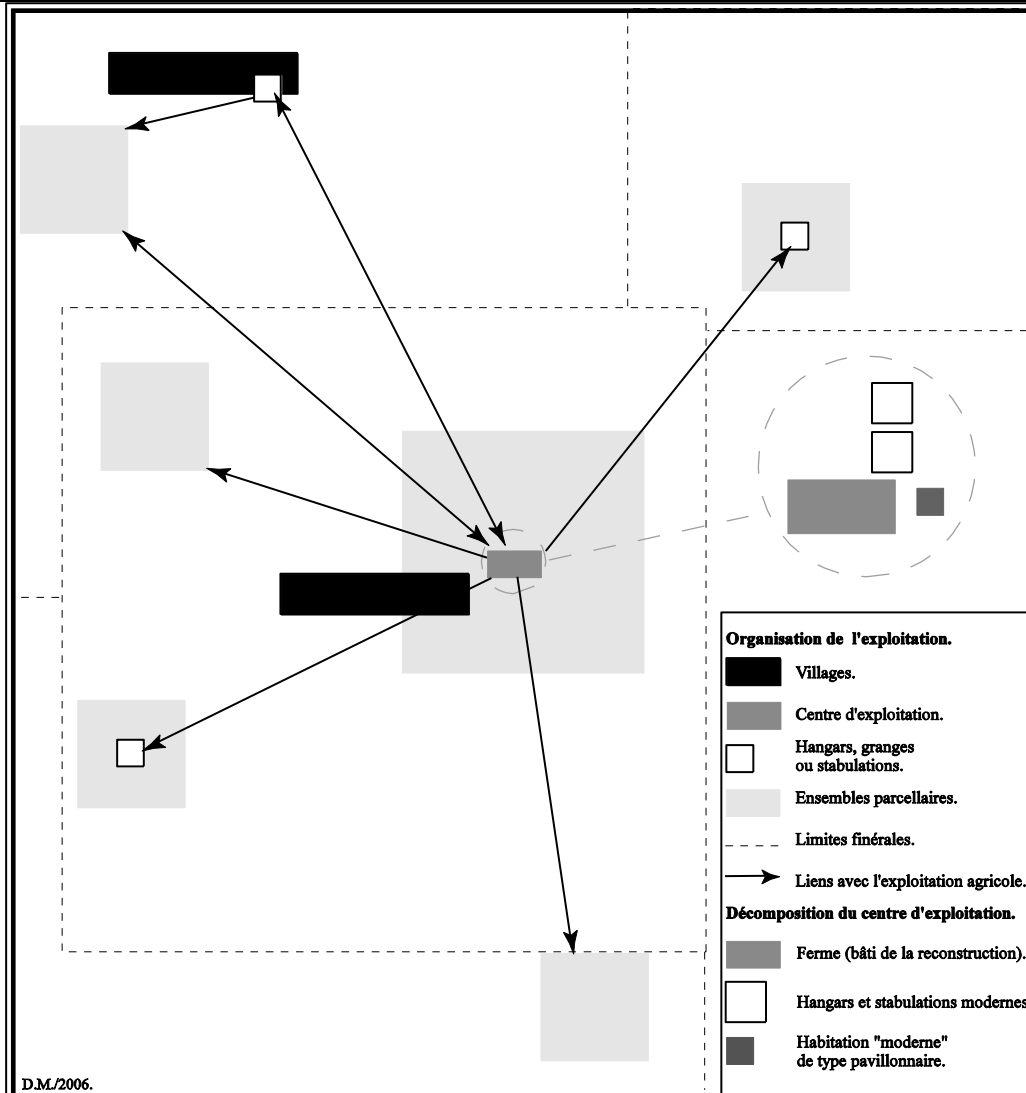 Organisation de l'exploitation.
Villages.
Centre d'exploitation.
Hangars, granges
ou stabulations.
Ensembles parcellaires.
Limites finérales.
Liens avec l'exploitation agricole.
Décomposition du centre d'exploitation.
Ferme (bâti de la reconstruction).
Hangars et stabulations modernes
Habitation "moderne"
de type pavillonnaire.
D.M./2006.